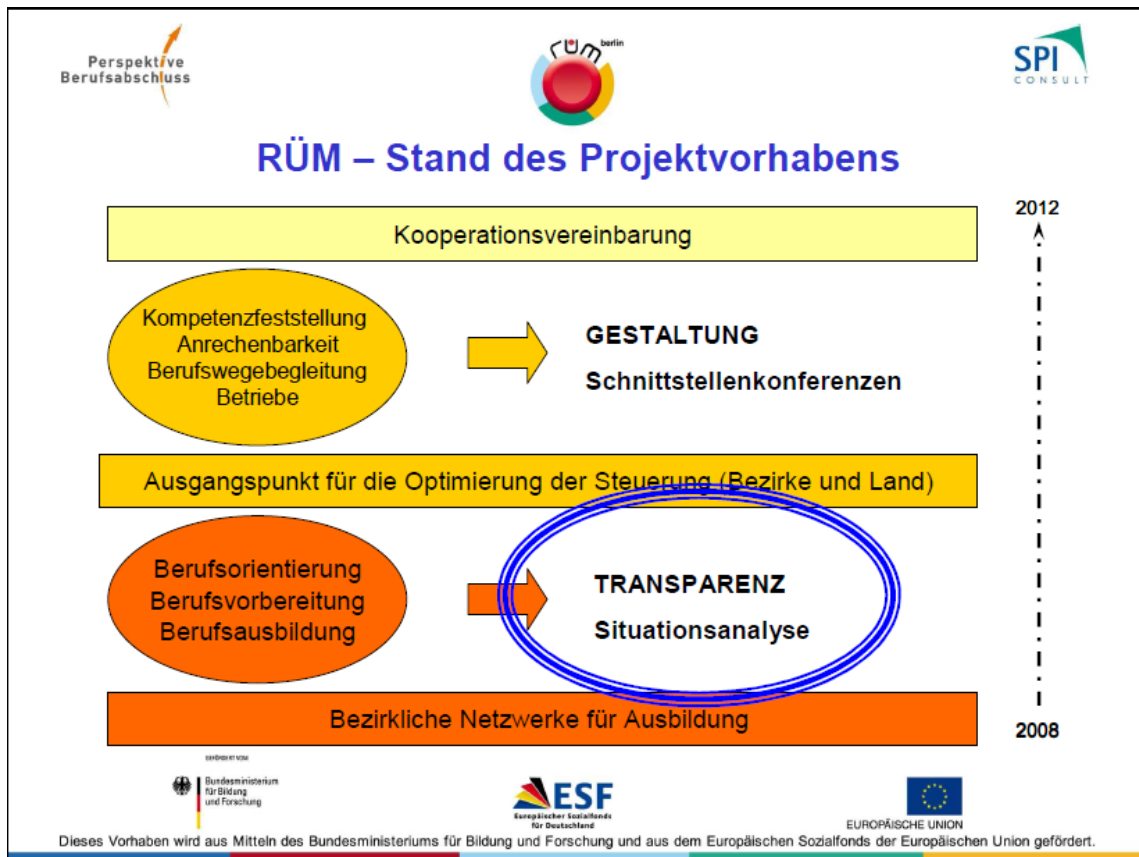 Perspektive
Berufsabschluss
rüm berlin
SPI
CONSULT
RÜM – Stand des Projektvorhabens
2012
Kooperationsvereinbarung
Kompetenzfeststellung
Anrechenbarkeit
Berufswegebegleitung
Betriebe
GESTALTUNG
Schnittstellenkonferenzen
Ausgangspunkt für die Optimierung der Steuerung (Bezirke und Land)
Berufsorientierung
Berufsvorbereitung
Berufsausbildung
TRANSPARENZ
Situationsanalyse
Bezirkliche Netzwerke für Ausbildung
2008
GEFÖRDERT VOM
Bundesministerium
für Bildung
und Forschung
ESF
Europäischer Sozialfonds
für Deutschland
EUROPÄISCHE UNION
Dieses Vorhaben wird aus Mitteln des Bundesministeriums für Bildung und Forschung und aus dem Europäischen Sozialfonds der Europäischen Union gefördert.